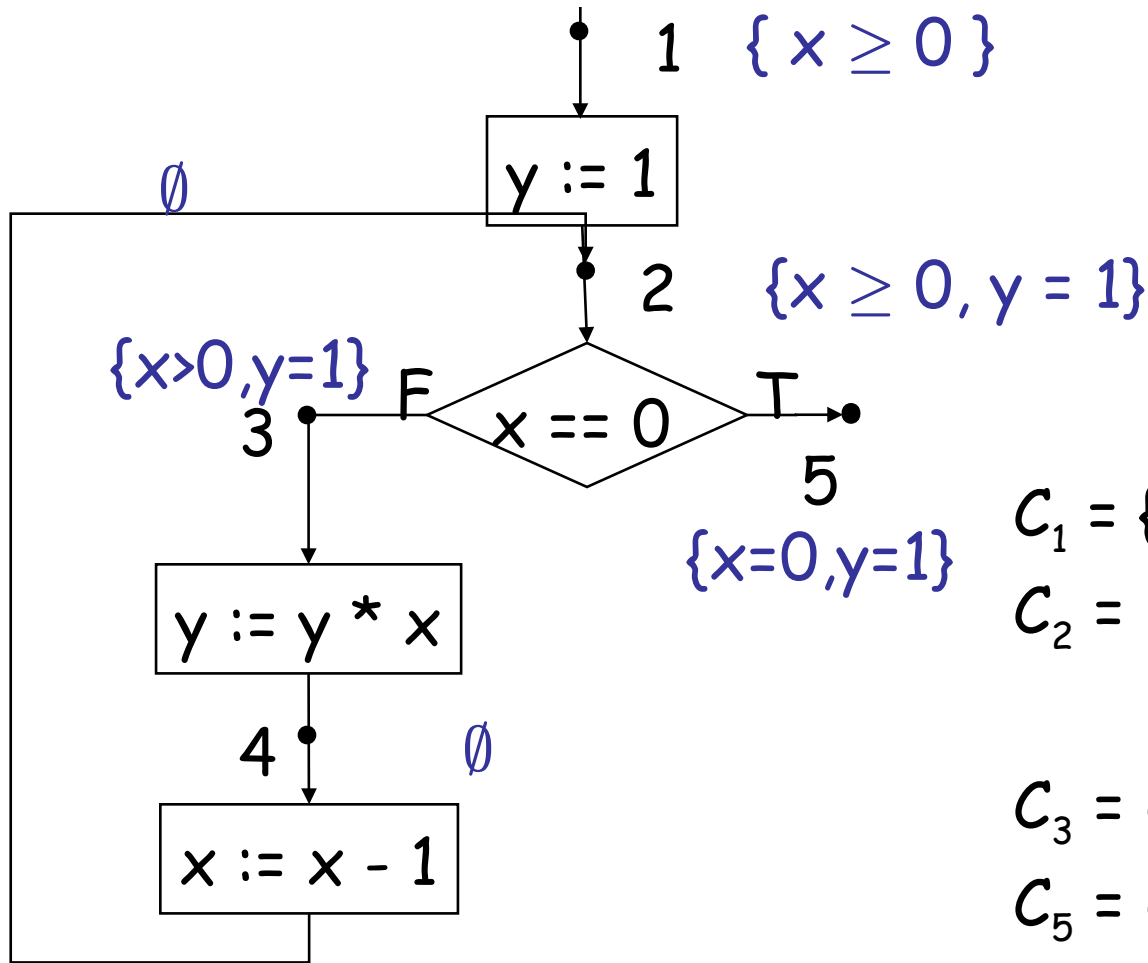 1 { x ≥ 0 }
y := 1
∅
2 {x ≥ 0, y = 1}
{x>0,y=1} F
x == 0
T
3
5
{x=0,y=1}
C1 = {
C2 =
y := y * x
4 ∅
C3 =
x := x - 1
C5 =